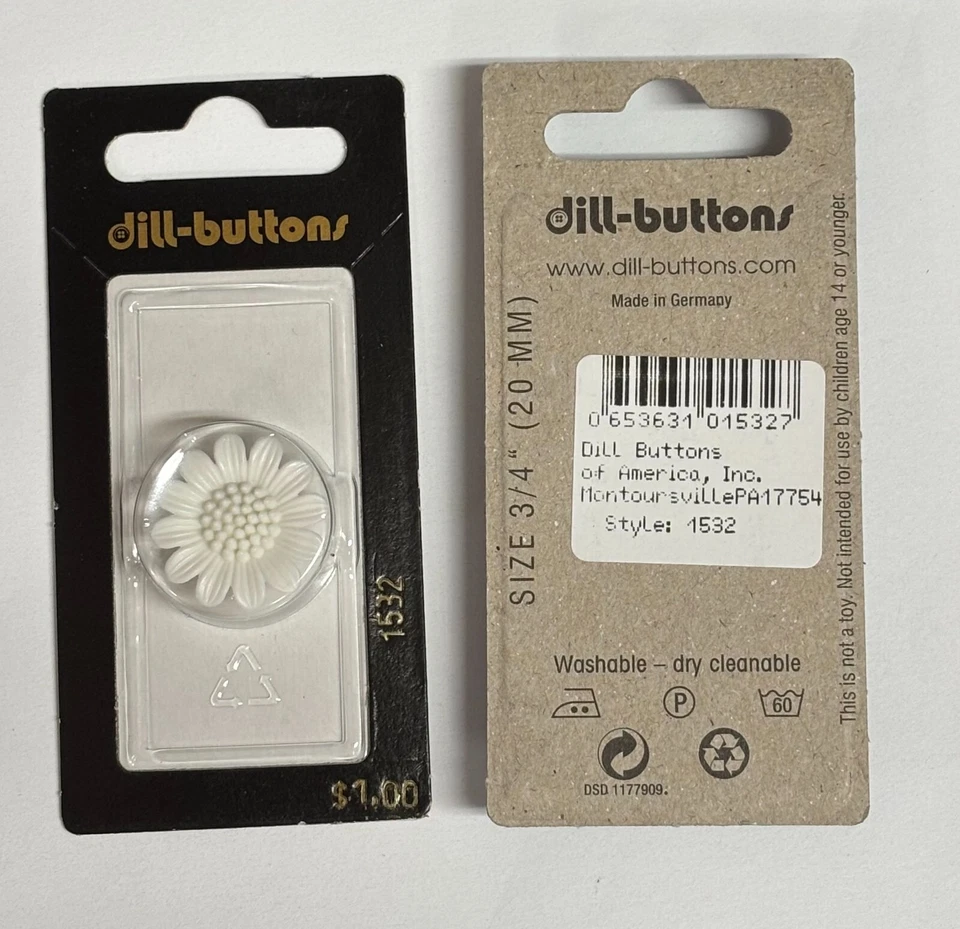 dill-buttons
1532
$1.00
dill-buttons
www.dill-buttons.com
Made in Germany
SIZE 3/4“ (20 MM)
0 653631 015327
Dill Buttons
of America, Inc.
MontoursvillePA17754
Style: 1532
This is not a toy. Not intended for use by children age 14 or younger.
Washable – dry cleanable
P
60
DSD 1177909.